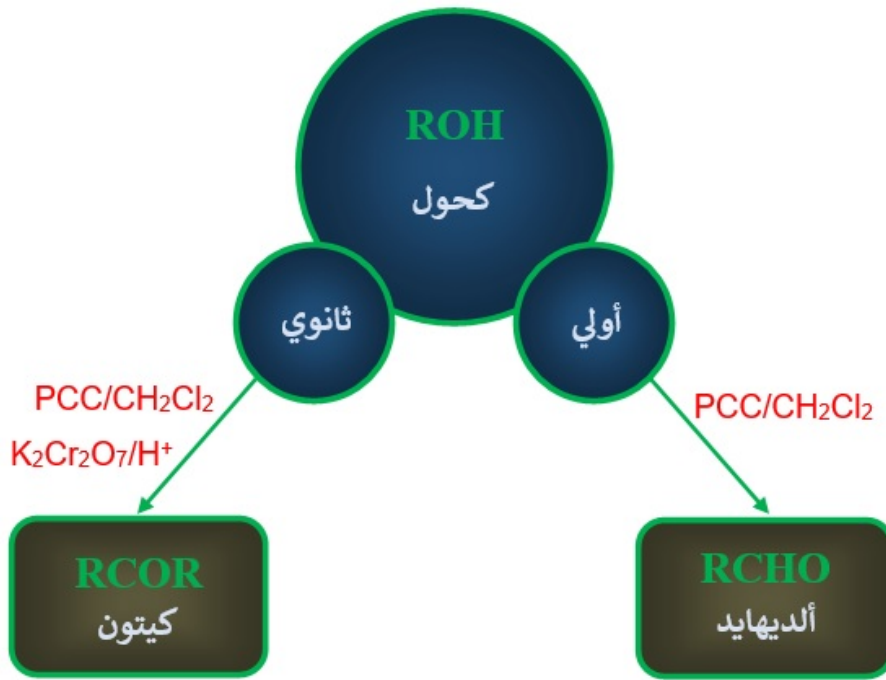 ROH
كحول
أولي
ثانوي
PCC/CH₂Cl₂
PCC/CH₂Cl₂
K₂Cr₂O₇/H⁺
RCHO
ألديهايد
RCOR
كيتون